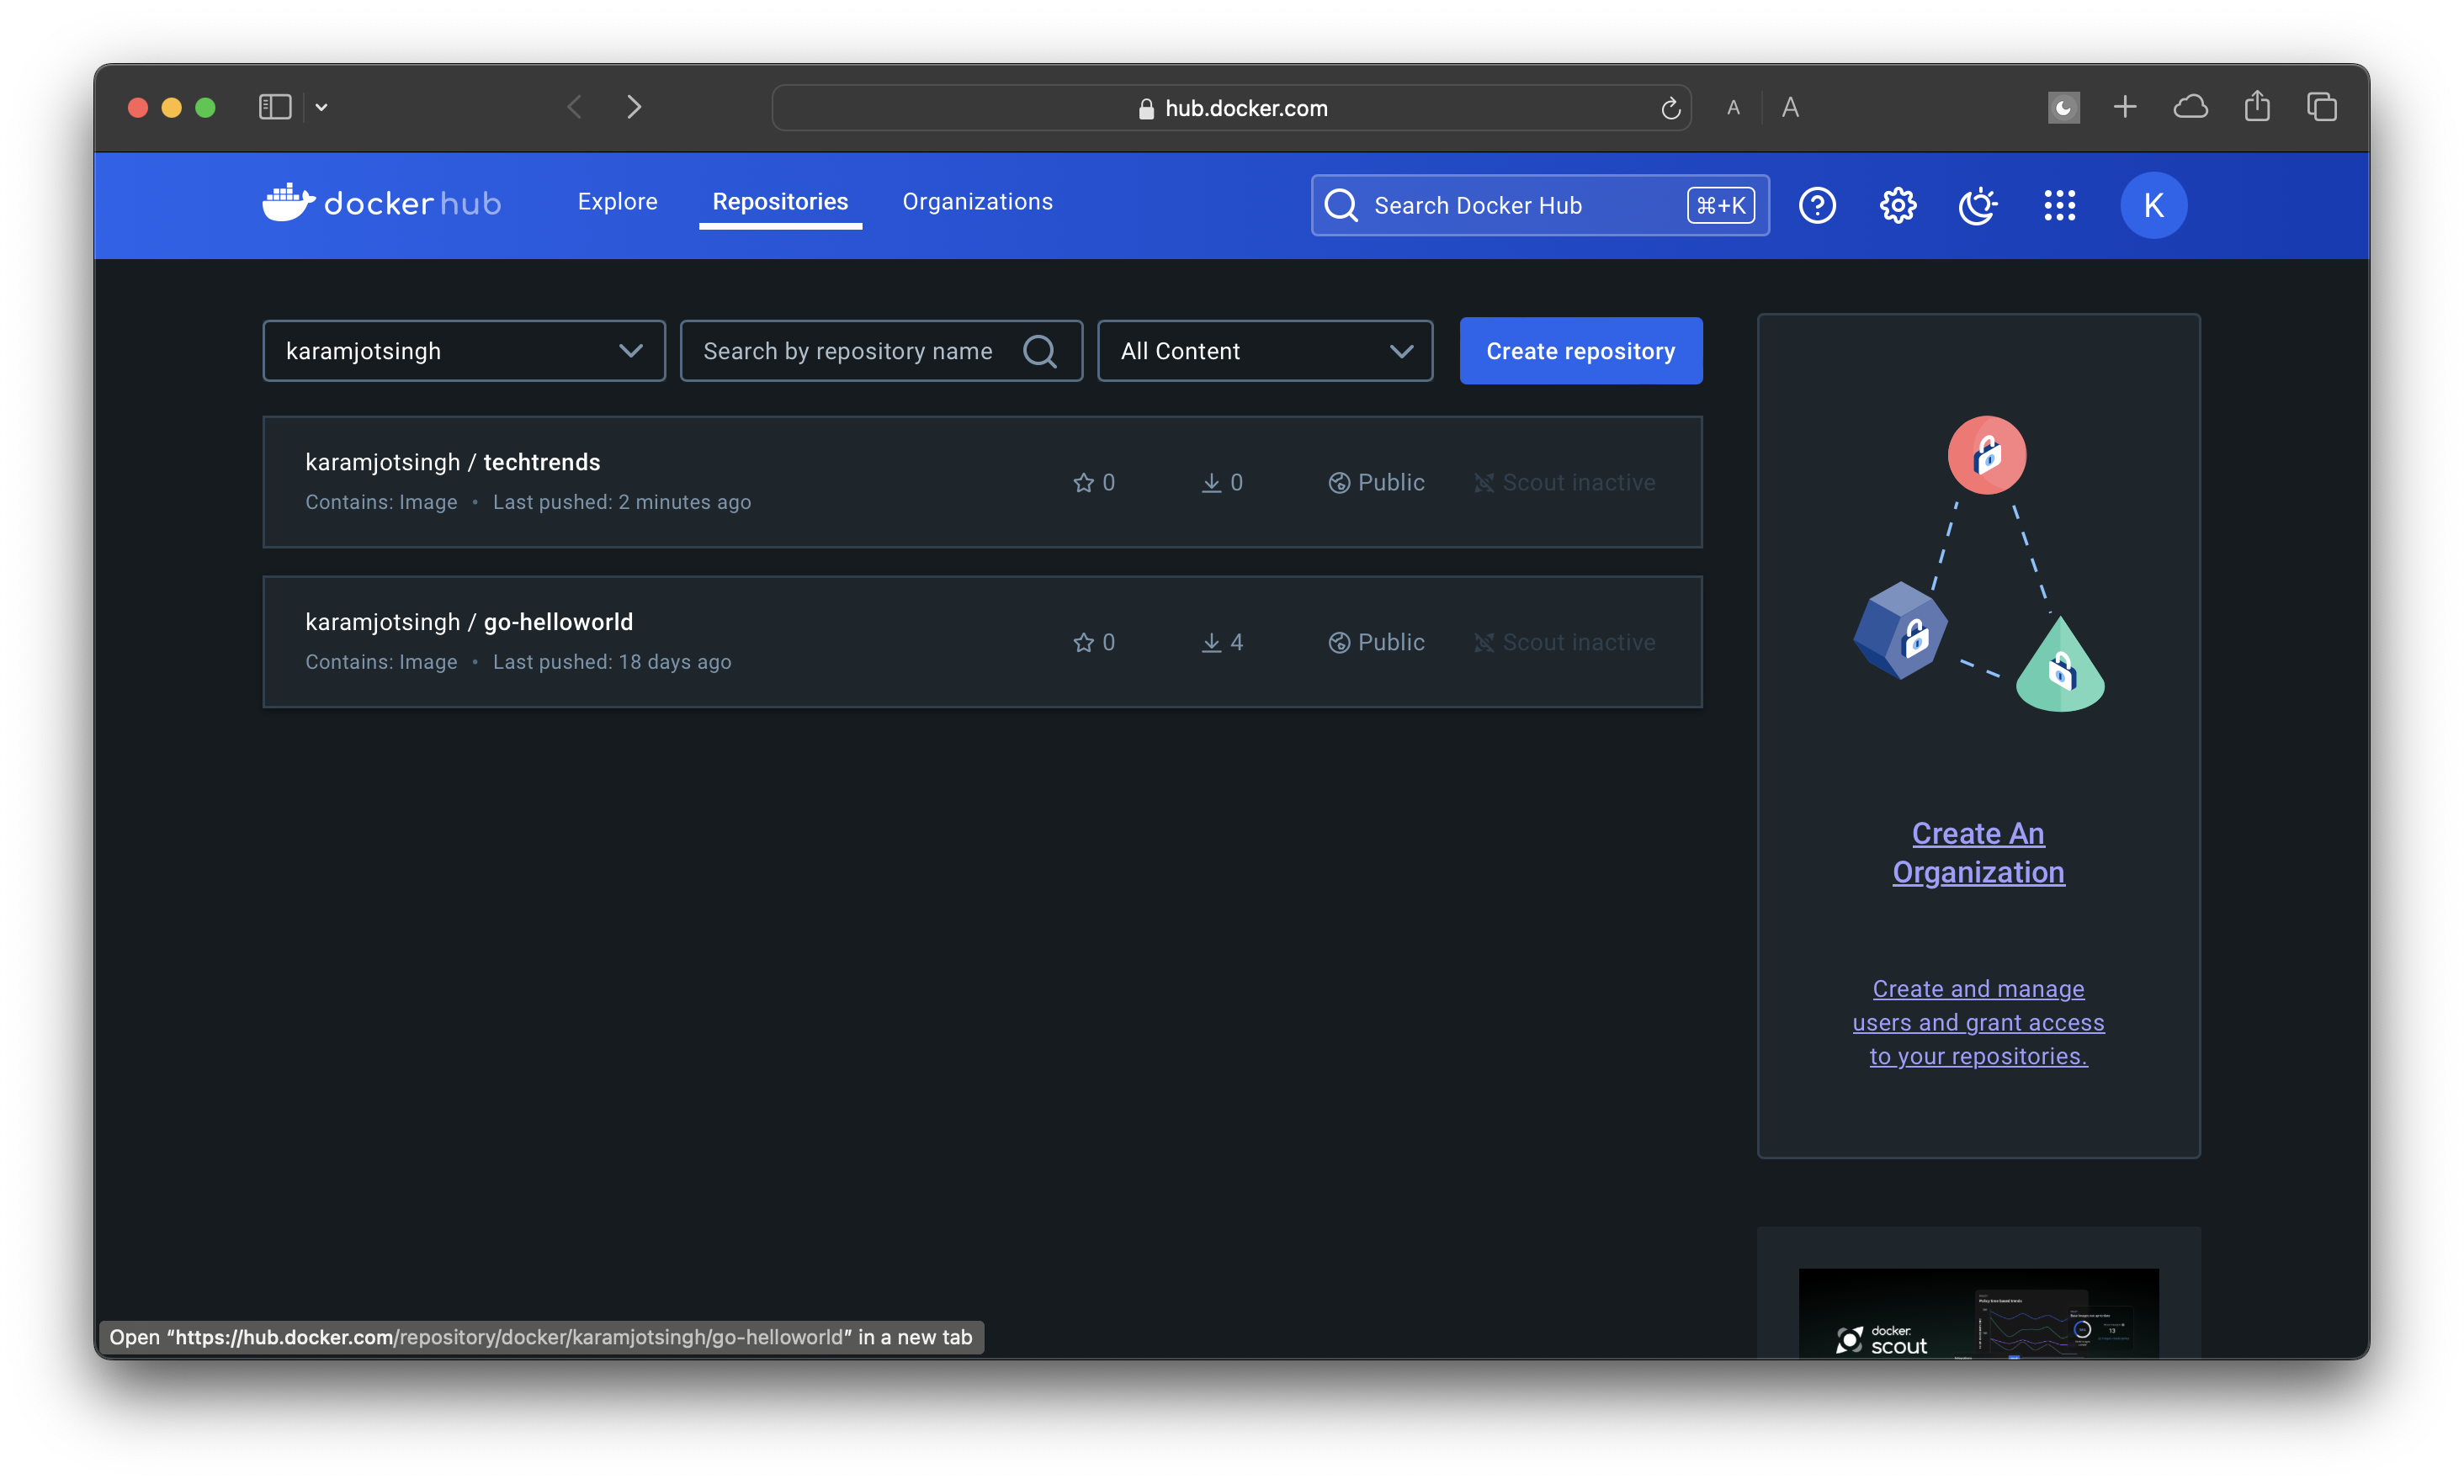 hub.docker.com
A A
docker hub
Explore
Repositories
Organizations
Search Docker Hub
⌘+K
K
karamjotsingh
Search by repository name
All Content
Create repository
karamjotsingh / techtrends
Contains: Image • Last pushed: 2 minutes ago
0
0
Public
Scout inactive
karamjotsingh / go-helloworld
Contains: Image • Last pushed: 18 days ago
0
4
Public
Scout inactive
Create An
Organization
Create and manage
users and grant access
to your repositories.
docker
scout
Open “https://hub.docker.com/repository/docker/karamjotsingh/go-helloworld” in a new tab